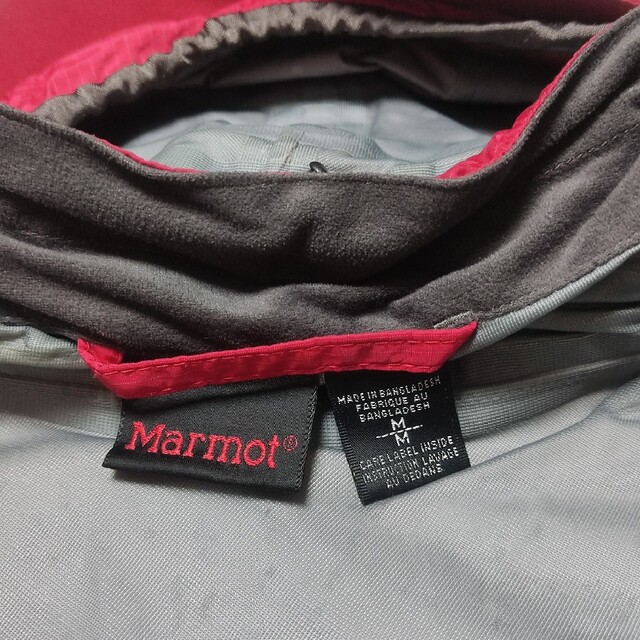 Marmot®
MADE IN BANGLADESH
FABRIQUE AU
BANGLADESH
M
M
CARE LABEL INSIDE
INSTRUCTION LAVAGE
AU DEDANS